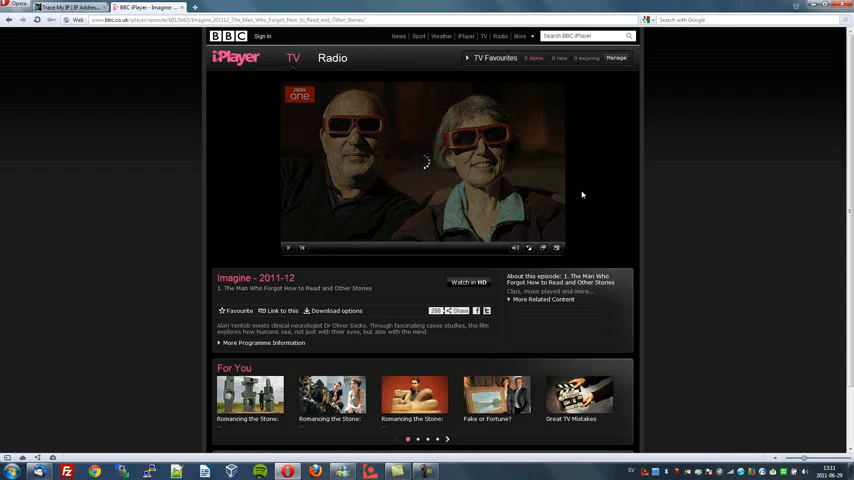 Opera
Trace My IP | IP Address...
BBC iPlayer - Imagine: ...
Web
www.bbc.co.uk/iplayer/episode/b012b42j/Imagine_201112_The_Man_Who_Forgot_How_to_Read_and_Other_Stories/
Search with Google
BBC Sign in
News Sport Weather iPlayer TV Radio More
Search BBC iPlayer
iPlayer TV Radio
TV Favourites 0 items 0 new 0 expiring Manage
BBC one
Imagine - 2011-12
1. The Man Who Forgot How to Read and Other Stories
Watch in HD
Favourite Link to this Download options
288 Share
Alan Yentob meets clinical neurologist Dr Oliver Sacks. Through fascinating cases studies, the film
explores how humans see, not just with their eyes, but also with the mind.
More Programme Information
About this episode: 1. The Man Who
Forgot How to Read and Other Stories
Clips, music played and more...
More Related Content
For You
Romancing the Stone:
...
Romancing the Stone:
...
Romancing the Stone:
...
Fake or Fortune?
Great TV Mistakes
SV
13:11
2011-06-29